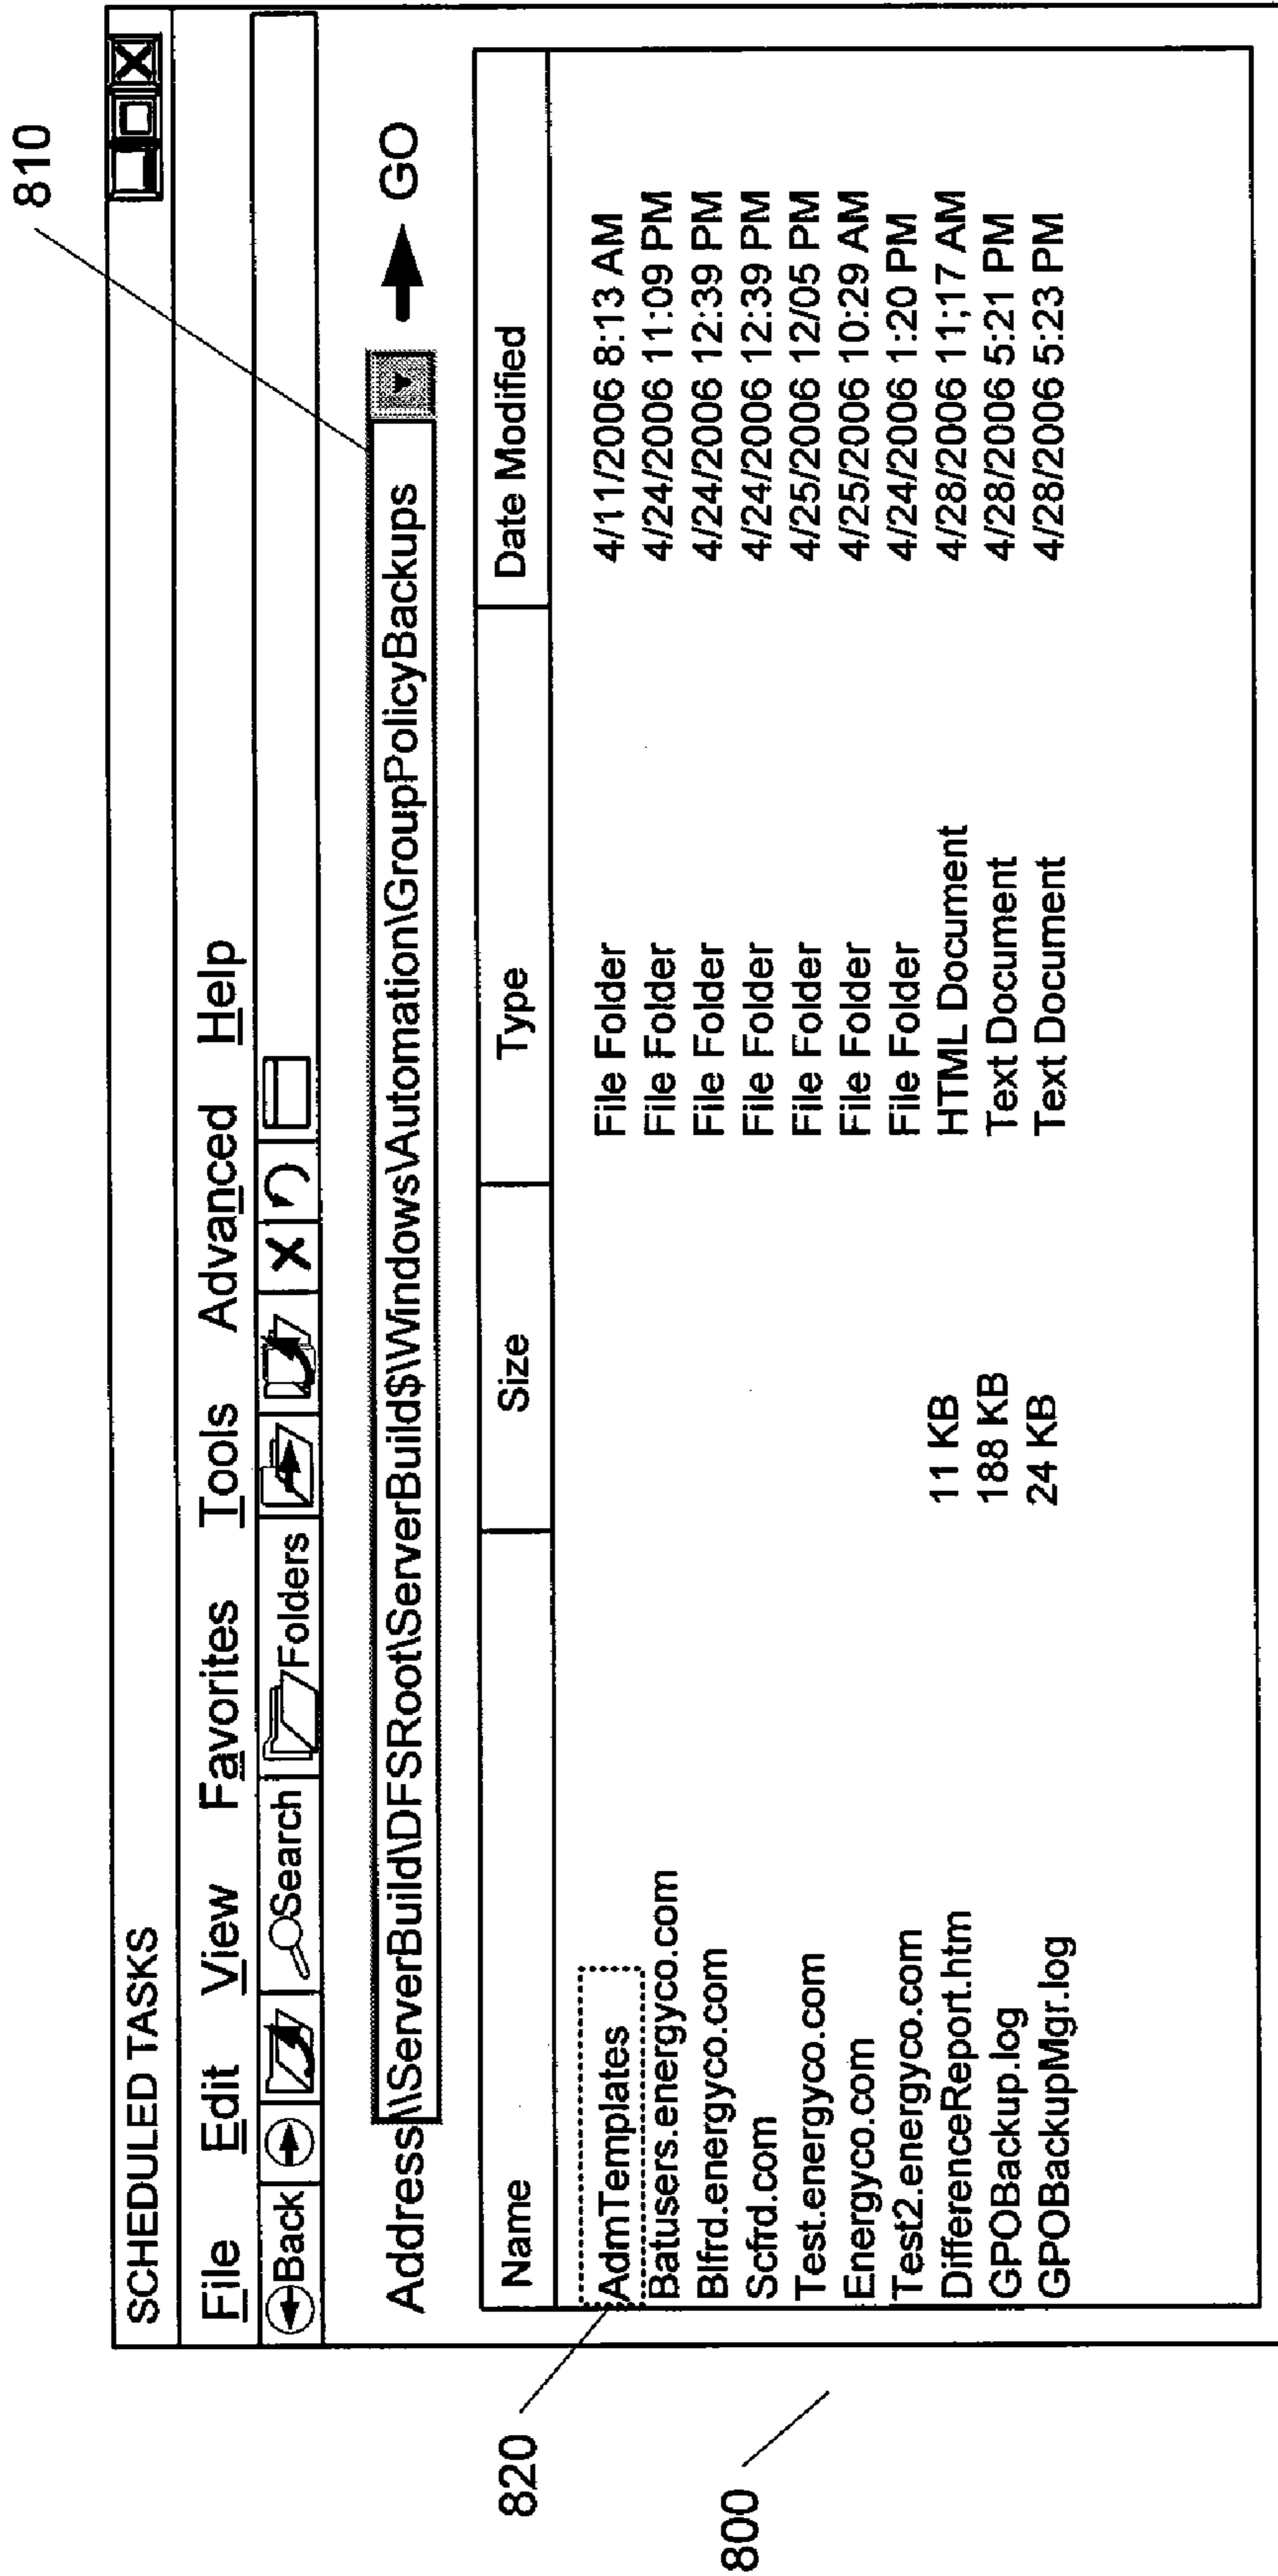 810
SCHEDULED TASKS
File Edit View Favorites Tools Advanced Help
Back Search Folders
Address \\ServerBuild\DFSRoot\ServerBuild$\Windows\Automation\GroupPolicyBackups GO
Name Size Type Date Modified
820
AdmTemplates File Folder 4/11/2006 8:13 AM
Batusers.energyco.com File Folder 4/24/2006 11:09 PM
Blfrd.energyco.com File Folder 4/24/2006 12:39 PM
Scfrd.com File Folder 4/24/2006 12:39 PM
Test.energyco.com File Folder 4/25/2006 12/05 PM
Energyco.com File Folder 4/25/2006 10:29 AM
Test2.energyco.com File Folder 4/24/2006 1:20 PM
DifferenceReport.htm 11 KB HTML Document 4/28/2006 11;17 AM
GPOBackup.log 188 KB Text Document 4/28/2006 5:21 PM
GPOBackupMgr.log 24 KB Text Document 4/28/2006 5:23 PM
800